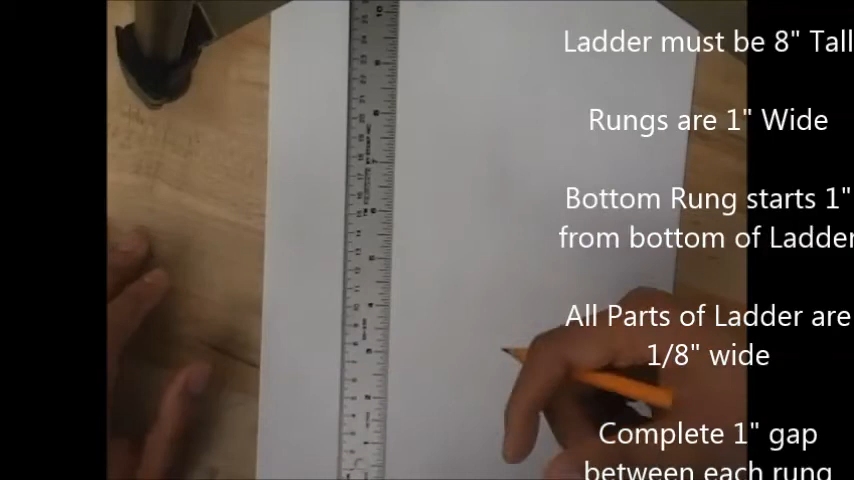 Ladder must be 8" Tall
Rungs are 1" Wide
Bottom Rung starts 1"
from bottom of Ladder
All Parts of Ladder are
1/8" wide
Complete 1" gap
between each rung